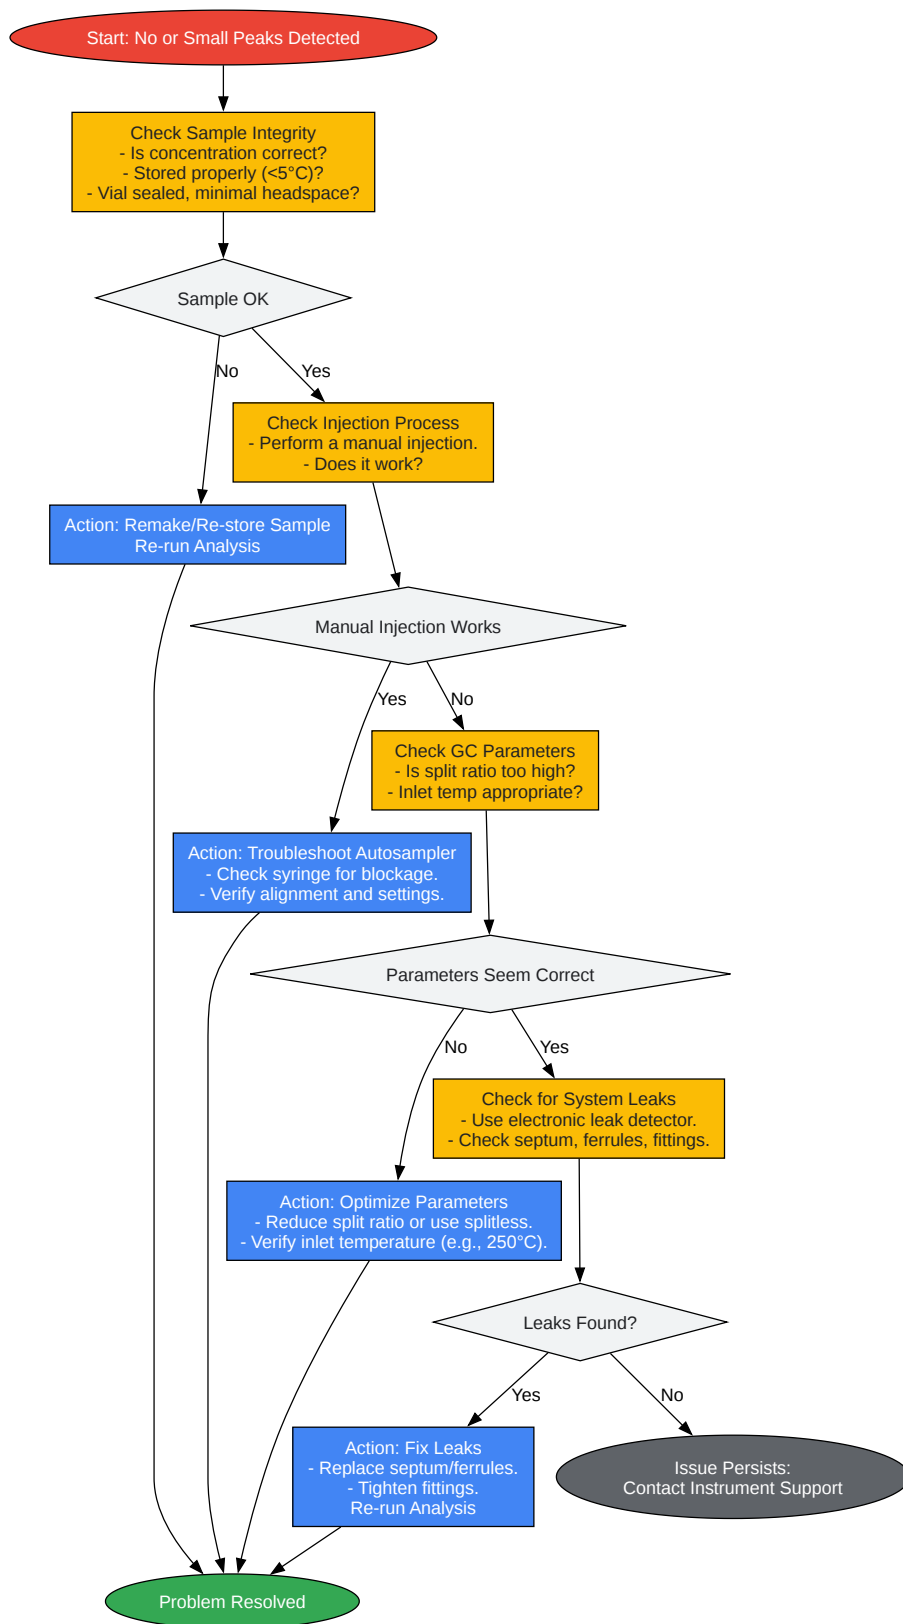 Start: No or Small Peaks Detected
Check Sample Integrity
- Is concentration correct?
- Stored properly (<5°C)?
- Vial sealed, minimal headspace?
Sample OK
No
Yes
Check Injection Process
- Perform a manual injection.
- Does it work?
Action: Remake/Re-store Sample
Re-run Analysis
Manual Injection Works
Yes
No
Check GC Parameters
- Is split ratio too high?
- Inlet temp appropriate?
Action: Troubleshoot Autosampler
- Check syringe for blockage.
- Verify alignment and settings.
Parameters Seem Correct
No
Yes
Check for System Leaks
- Use electronic leak detector.
- Check septum, ferrules, fittings.
Action: Optimize Parameters
- Reduce split ratio or use splitless.
- Verify inlet temperature (e.g., 250°C).
Leaks Found?
Yes
No
Action: Fix Leaks
- Replace septum/ferrules.
- Tighten fittings.
Re-run Analysis
Issue Persists:
Contact Instrument Support
Problem Resolved